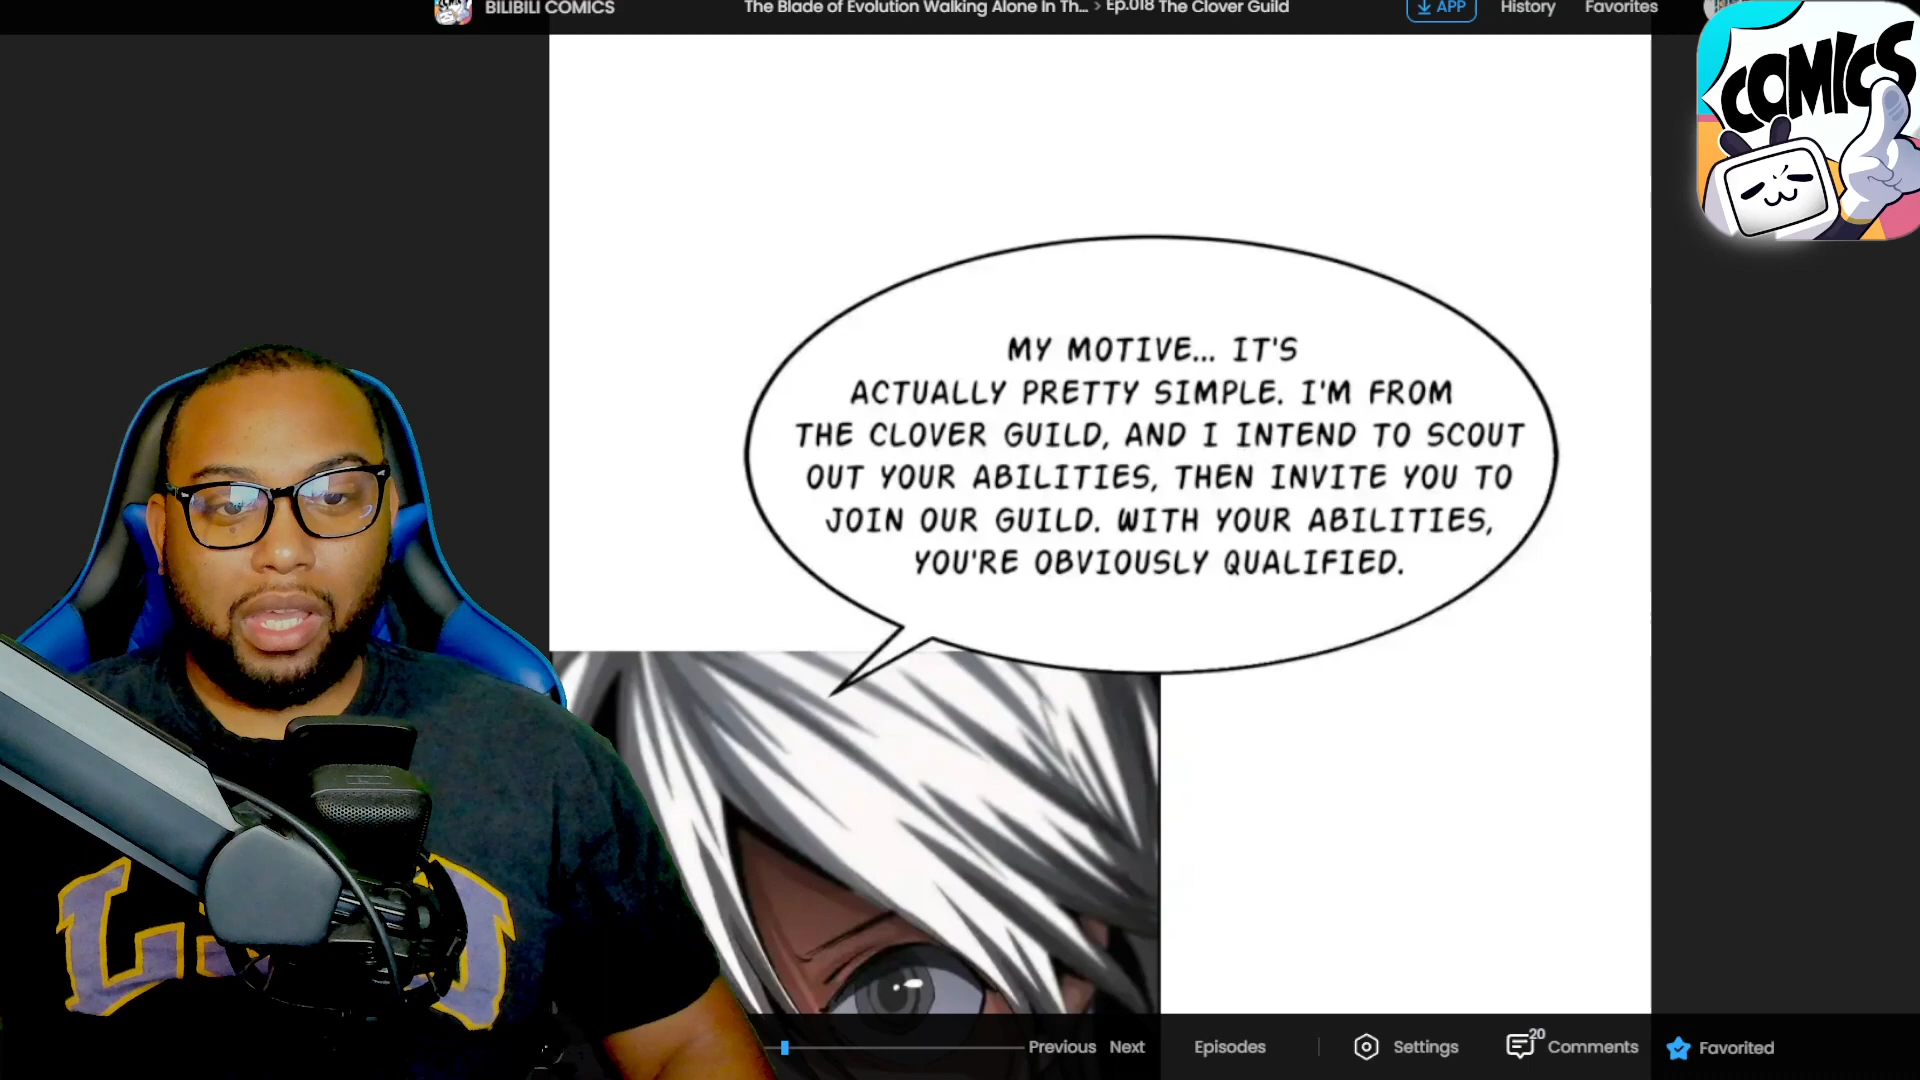 BILIBILI COMICS
The Blade of Evolution Walking Alone In Th... > Ep.018 The Clover Guild
APP
History
Favorites
COMICS
MY MOTIVE... IT'S
ACTUALLY PRETTY SIMPLE. I'M FROM
THE CLOVER GUILD, AND I INTEND TO SCOUT
OUT YOUR ABILITIES, THEN INVITE YOU TO
JOIN OUR GUILD. WITH YOUR ABILITIES,
YOU'RE OBVIOUSLY QUALIFIED.
Previous
Next
Episodes
Settings
20
Comments
Favorited